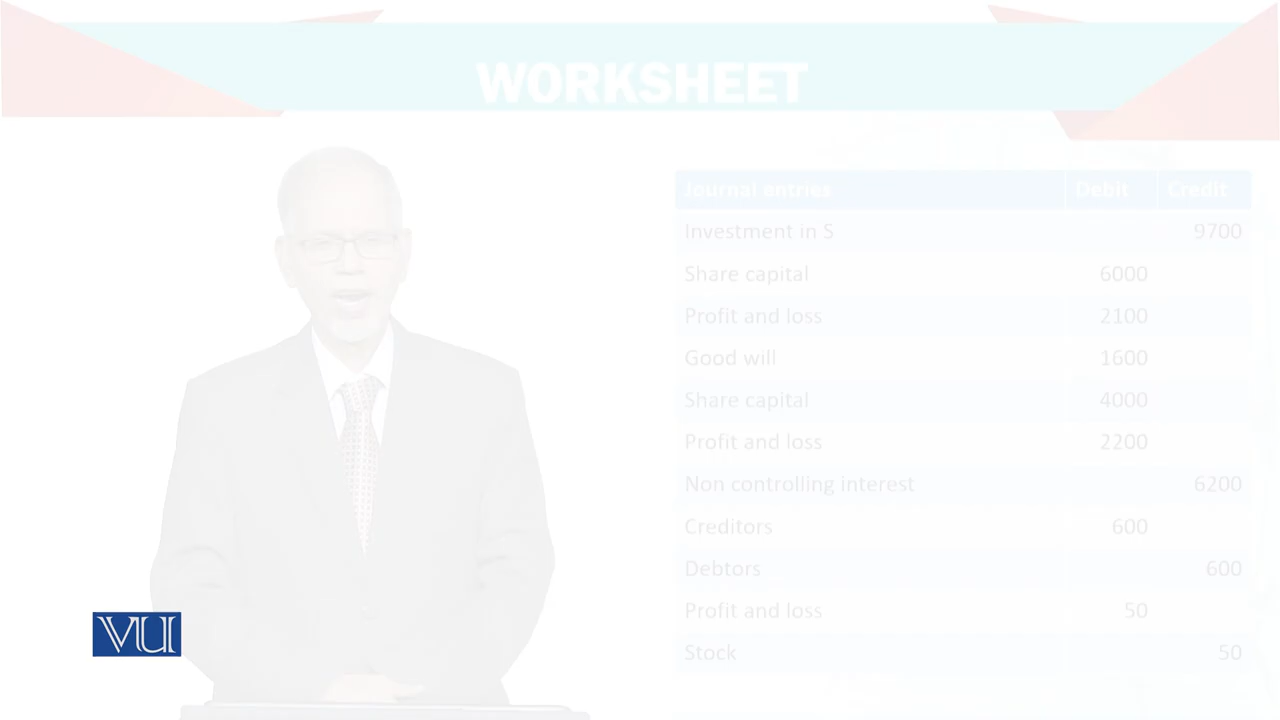 WORKSHEET
Journal entries Debit Credit
Investment in S 9700
Share capital 6000
Profit and loss 2100
Good will 1600
Share capital 4000
Profit and loss 2200
Non controlling interest 6200
Creditors 600
Debtors 600
Profit and loss 50
Stock 50
VU